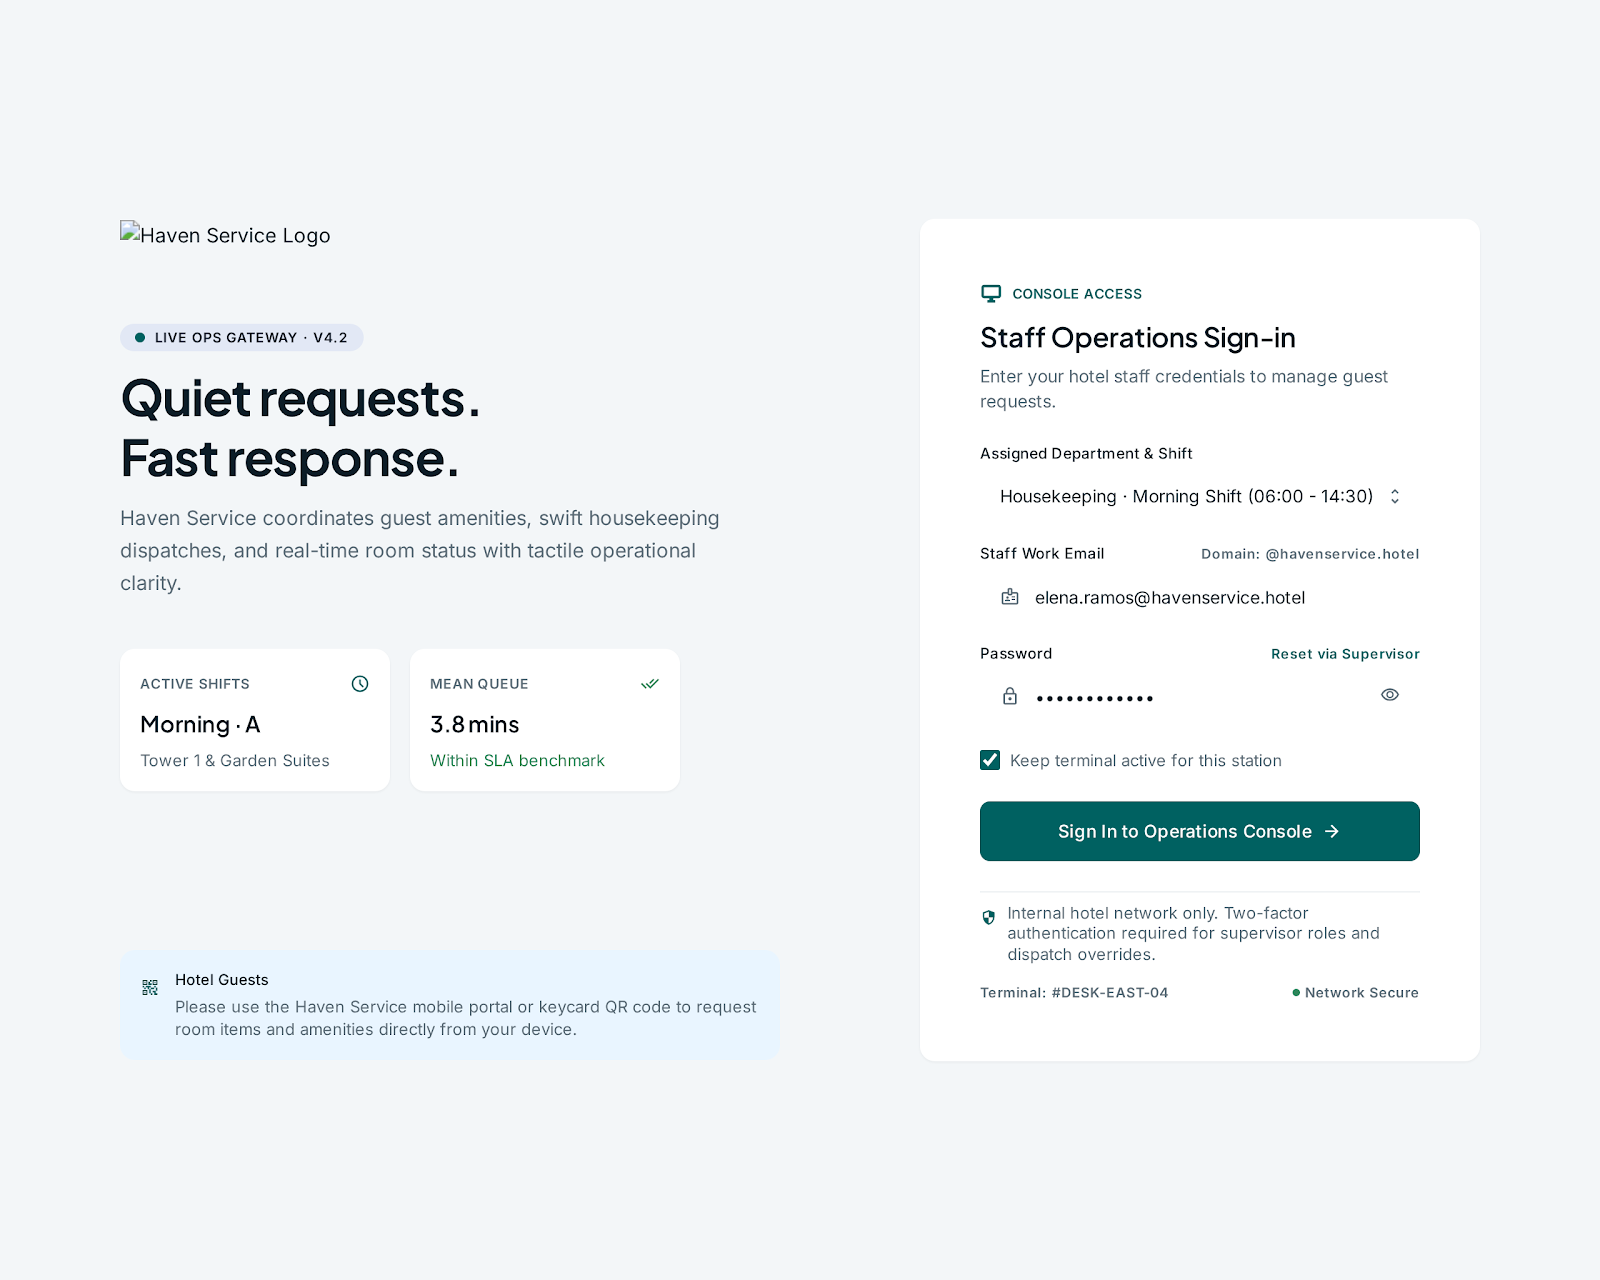 Haven Service Logo
LIVE OPS GATEWAY · V4.2
Quiet requests.
Fast response.
Haven Service coordinates guest amenities, swift housekeeping
dispatches, and real-time room status with tactile operational
clarity.
ACTIVE SHIFTS
Morning · A
Tower 1 & Garden Suites
MEAN QUEUE
3.8 mins
Within SLA benchmark
Hotel Guests
Please use the Haven Service mobile portal or keycard QR code to request
room items and amenities directly from your device.
CONSOLE ACCESS
Staff Operations Sign-in
Enter your hotel staff credentials to manage guest
requests.
Assigned Department & Shift
Housekeeping · Morning Shift (06:00 - 14:30)
Staff Work Email
Domain: @havenservice.hotel
elena.ramos@havenservice.hotel
Password
Reset via Supervisor
••••••••••••
Keep terminal active for this station
Sign In to Operations Console →
Internal hotel network only. Two-factor
authentication required for supervisor roles and
dispatch overrides.
Terminal: #DESK-EAST-04
Network Secure